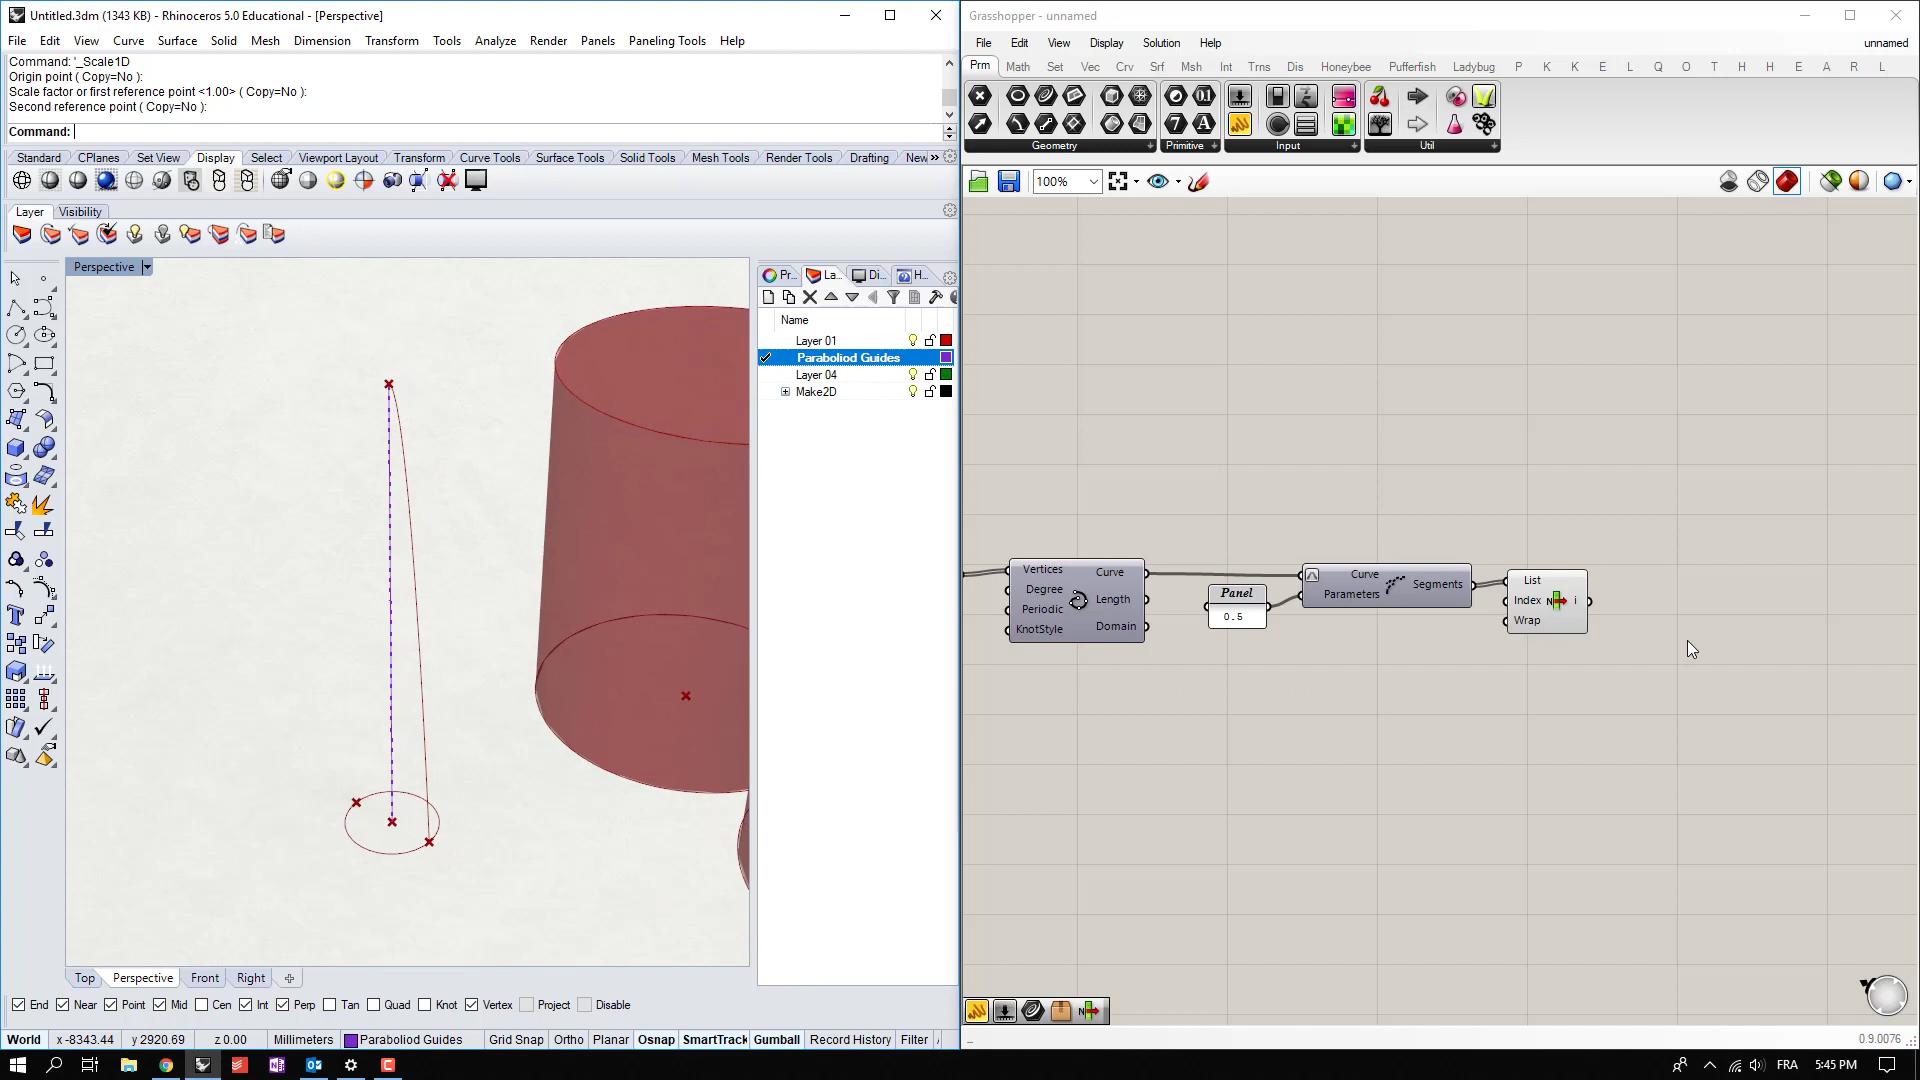 Untitled.3dm (1343 KB) - Rhinoceros 5.0 Educational - [Perspective]
File Edit View Curve Surface Solid Mesh Dimension Transform Tools Analyze Render Panels Paneling Tools Help
Command: '_Scale1D
Origin point ( Copy=No ):
Scale factor or first reference point <1.00> ( Copy=No ):
Second reference point ( Copy=No ):
Command:
Standard CPlanes Set View Display Select Viewport Layout Transform Curve Tools Surface Tools Solid Tools Mesh Tools Render Tools Drafting New »
Layer Visibility
Perspective
Pr... La... Di... H...
Name
Layer 01
Paraboliod Guides
Layer 04
Make2D
Top Perspective Front Right
End Near Point Mid Cen Int Perp Tan Quad Knot Vertex Project Disable
World x -8343.44 y 2920.69 z 0.00 Millimeters Paraboliod Guides Grid Snap Ortho Planar Osnap SmartTrack Gumball Record History Filter
Grasshopper - unnamed
File Edit View Display Solution Help
unnamed
Prm Math Set Vec Crv Srf Msh Int Trns Dis Honeybee Pufferfish Ladybug P K K E L Q O T H H E A R L
Geometry Primitive Input Util
100%
Vertices
Degree
Periodic
KnotStyle
Curve
Length
Domain
Panel
0.5
Curve
Parameters
Segments
List
Index
Wrap
i
0.9.0076
FRA 5:45 PM